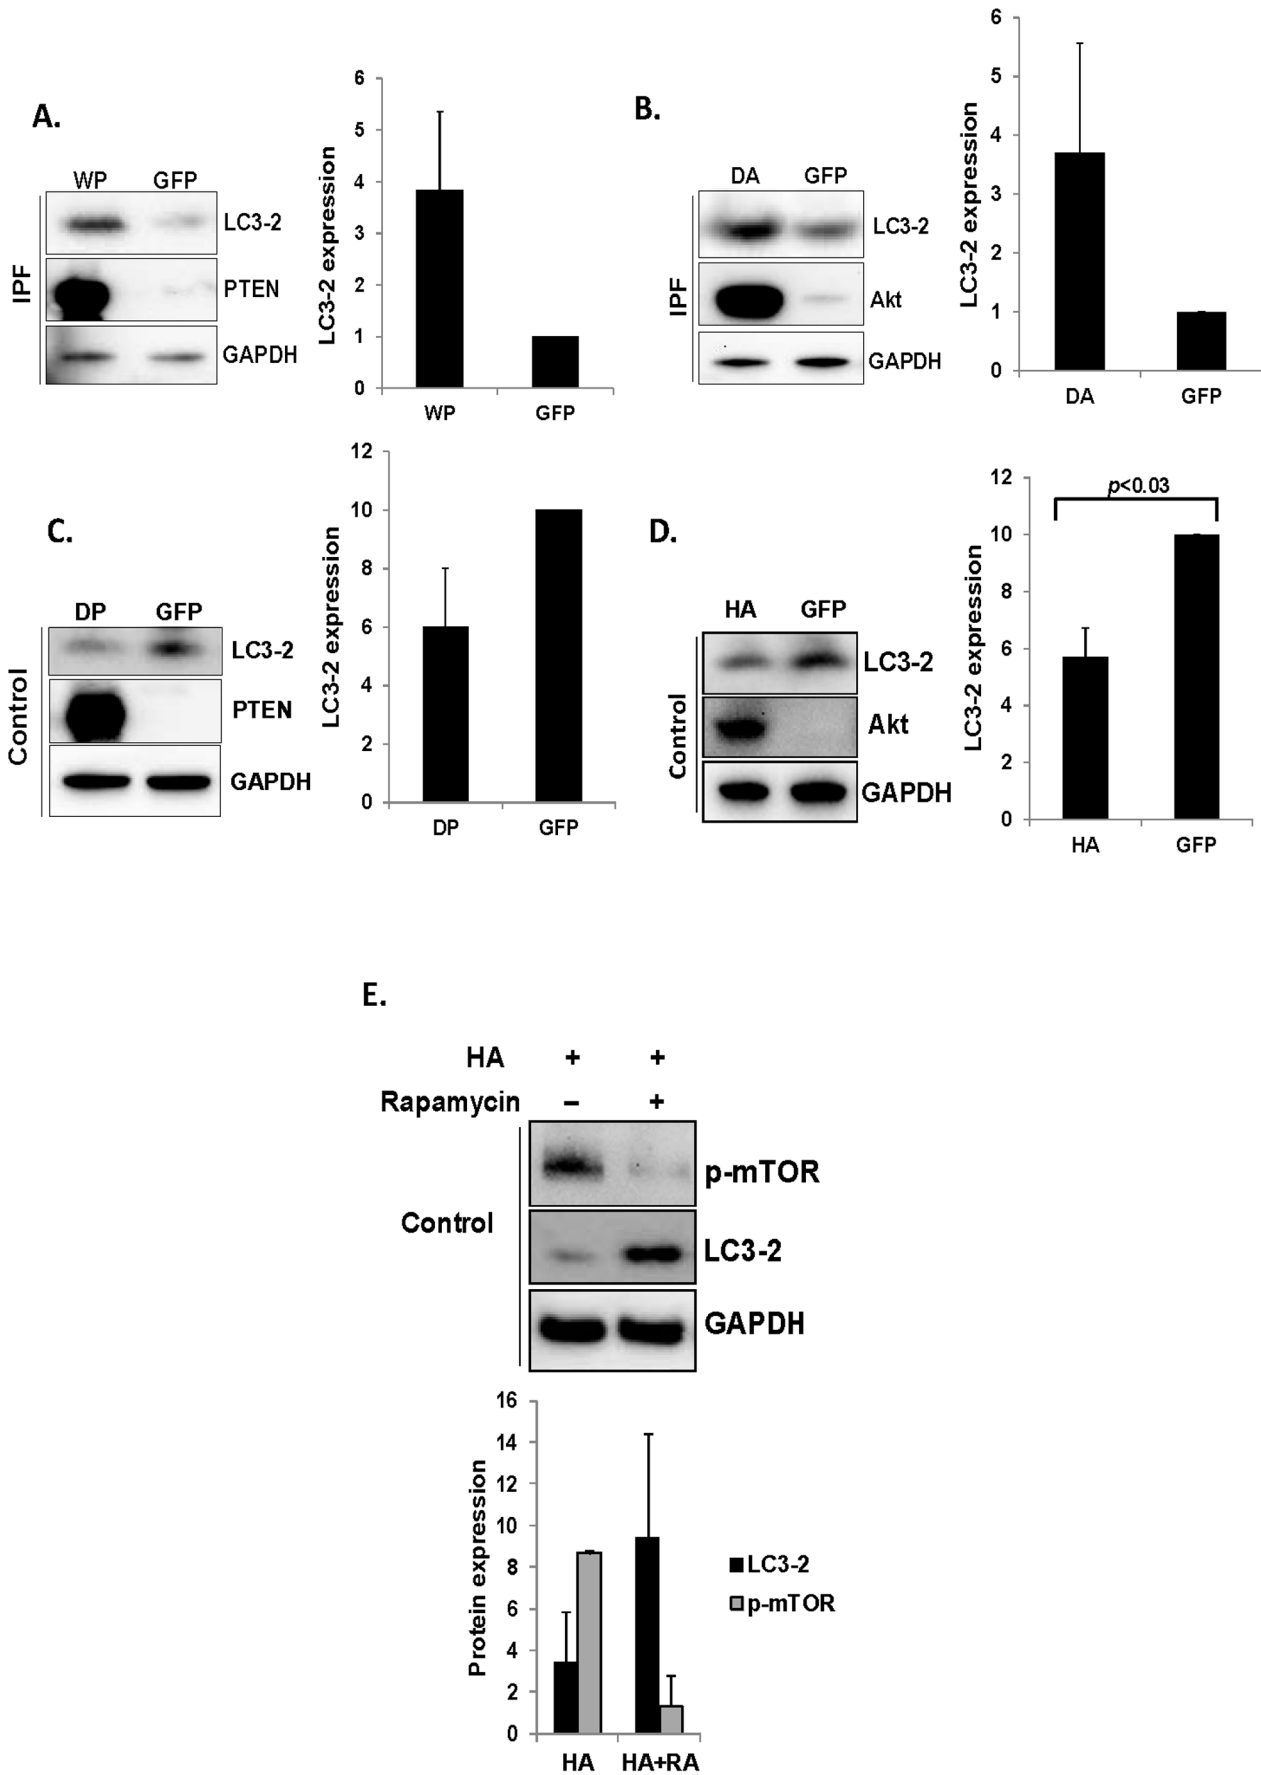 A.
WP GFP
IPF
LC3-2
PTEN
GAPDH
LC3-2 expression
6
5
4
3
2
1
0
WP GFP
B.
DA GFP
IPF
LC3-2
Akt
GAPDH
LC3-2 expression
6
5
4
3
2
1
0
DA GFP
C.
DP GFP
Control
LC3-2
PTEN
GAPDH
LC3-2 expression
12
10
8
6
4
2
0
DP GFP
D.
HA GFP
Control
LC3-2
Akt
GAPDH
LC3-2 expression
12
10
8
6
4
2
0
p<0.03
HA GFP
E.
HA + +
Rapamycin – +
Control
p-mTOR
LC3-2
GAPDH
Protein expression
16
14
12
10
8
6
4
2
0
HA HA+RA
LC3-2
p-mTOR